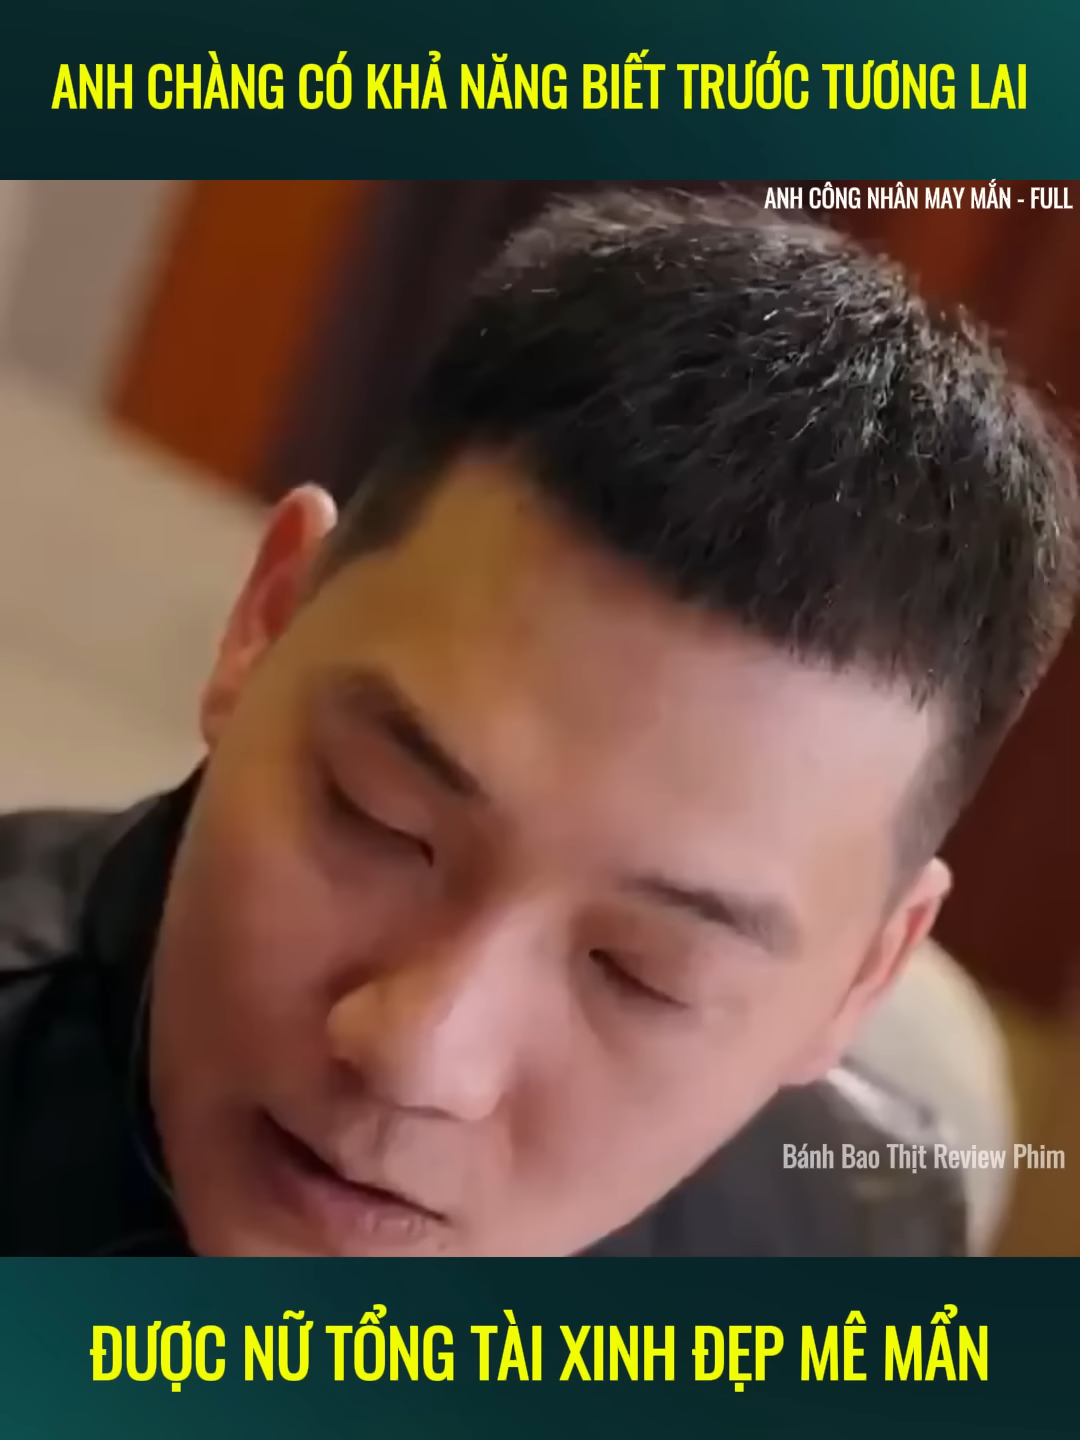 ANH CHÀNG CÓ KHẢ NĂNG BIẾT TRƯỚC TƯƠNG LAI
ANH CÔNG NHÂN MAY MẮN - FULL
Bánh Bao Thịt Review Phim
ĐƯỢC NỮ TỔNG TÀI XINH ĐẸP MÊ MẨN